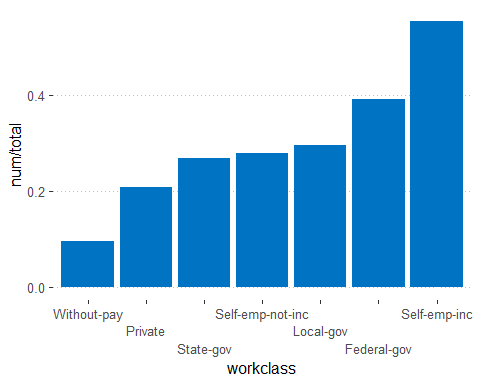 num/total
0.4
0.2
0.0
Without-pay Self-emp-not-inc Self-emp-inc
Private Local-gov
State-gov Federal-gov
workclass